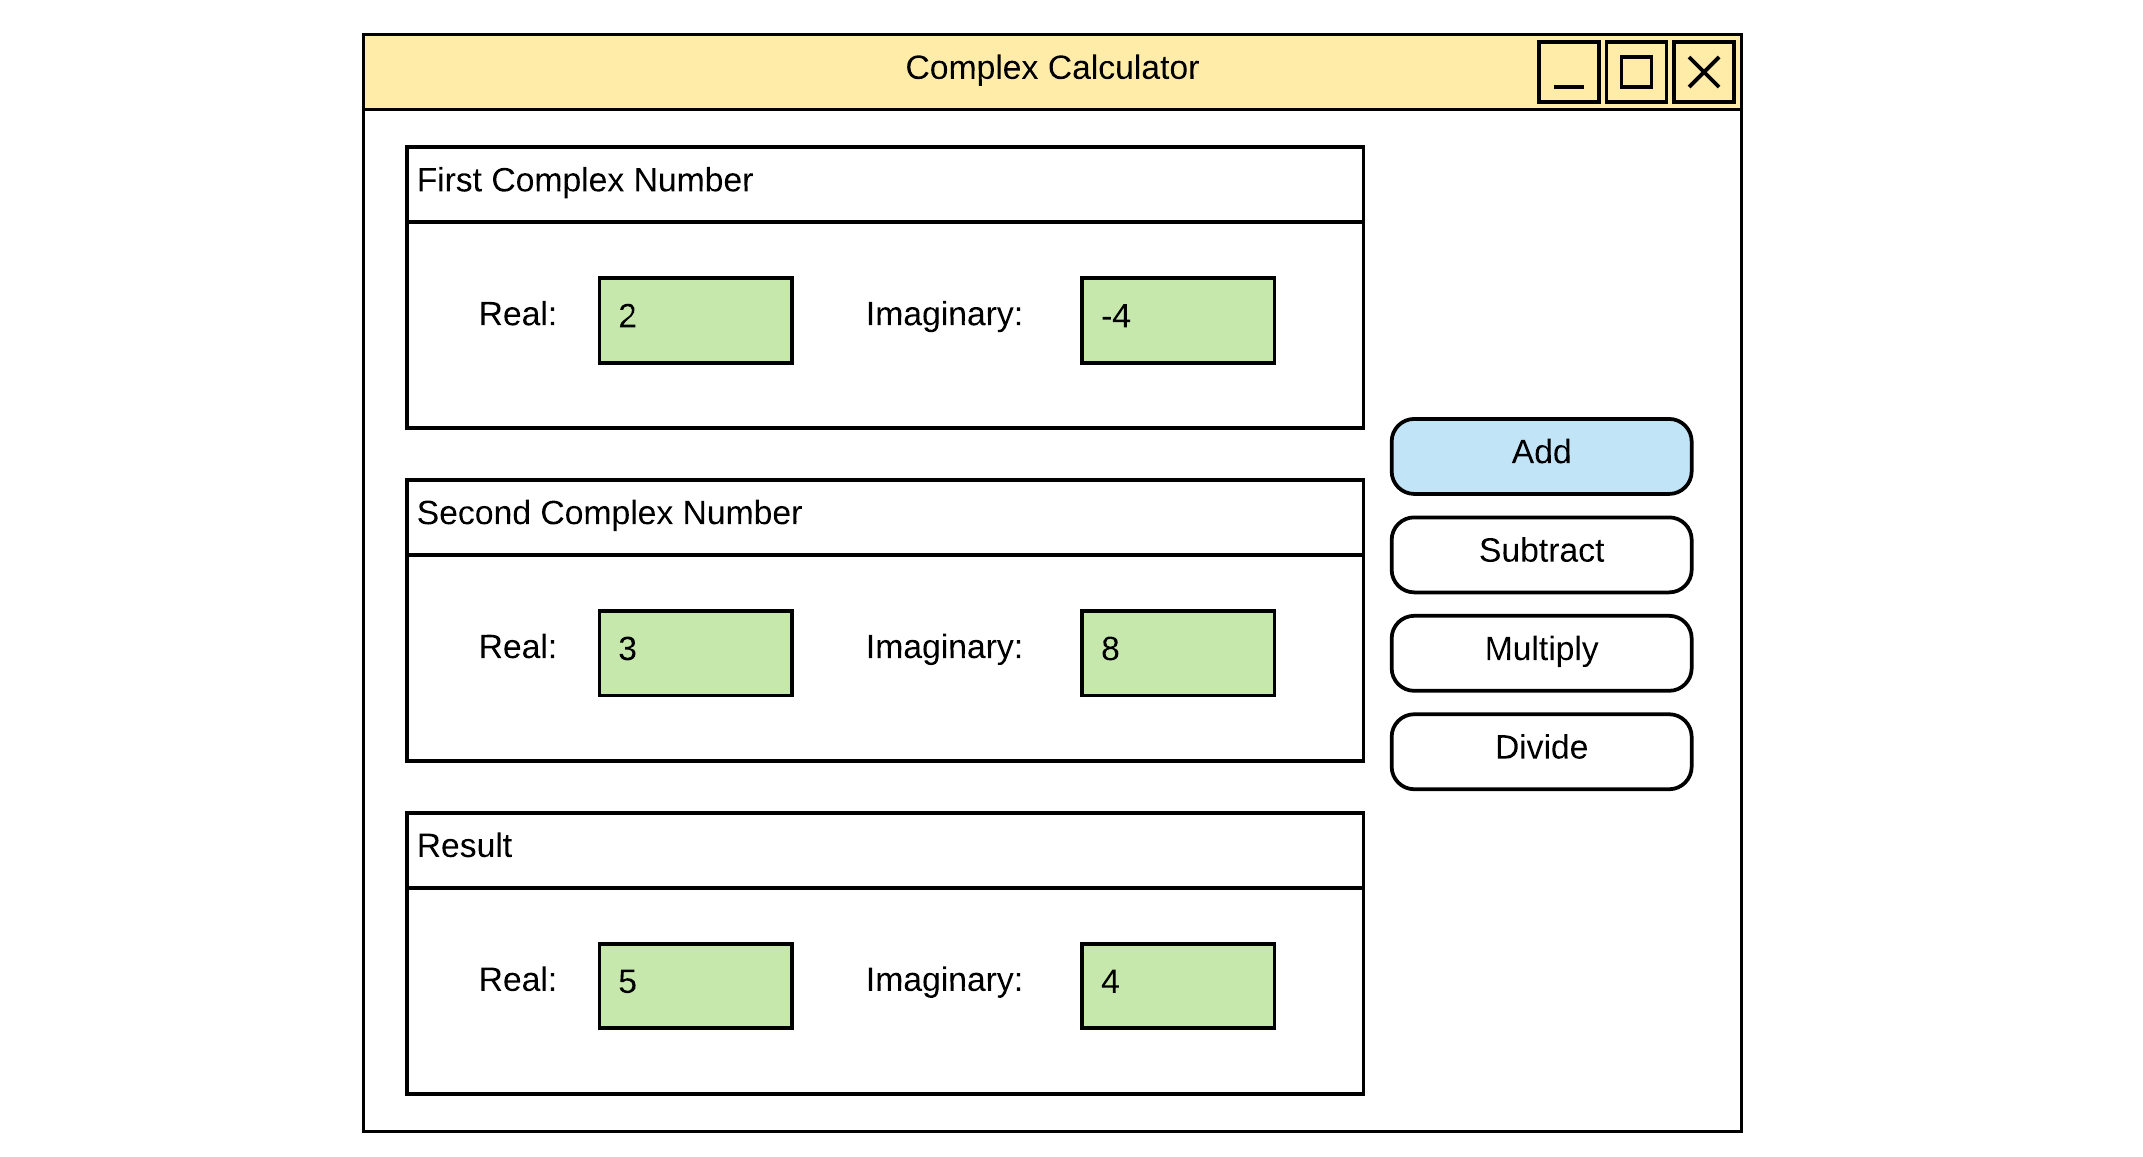 Complex Calculator
First Complex Number
Real: 2 Imaginary: -4
Second Complex Number
Real: 3 Imaginary: 8
Result
Real: 5 Imaginary: 4
Add
Subtract
Multiply
Divide